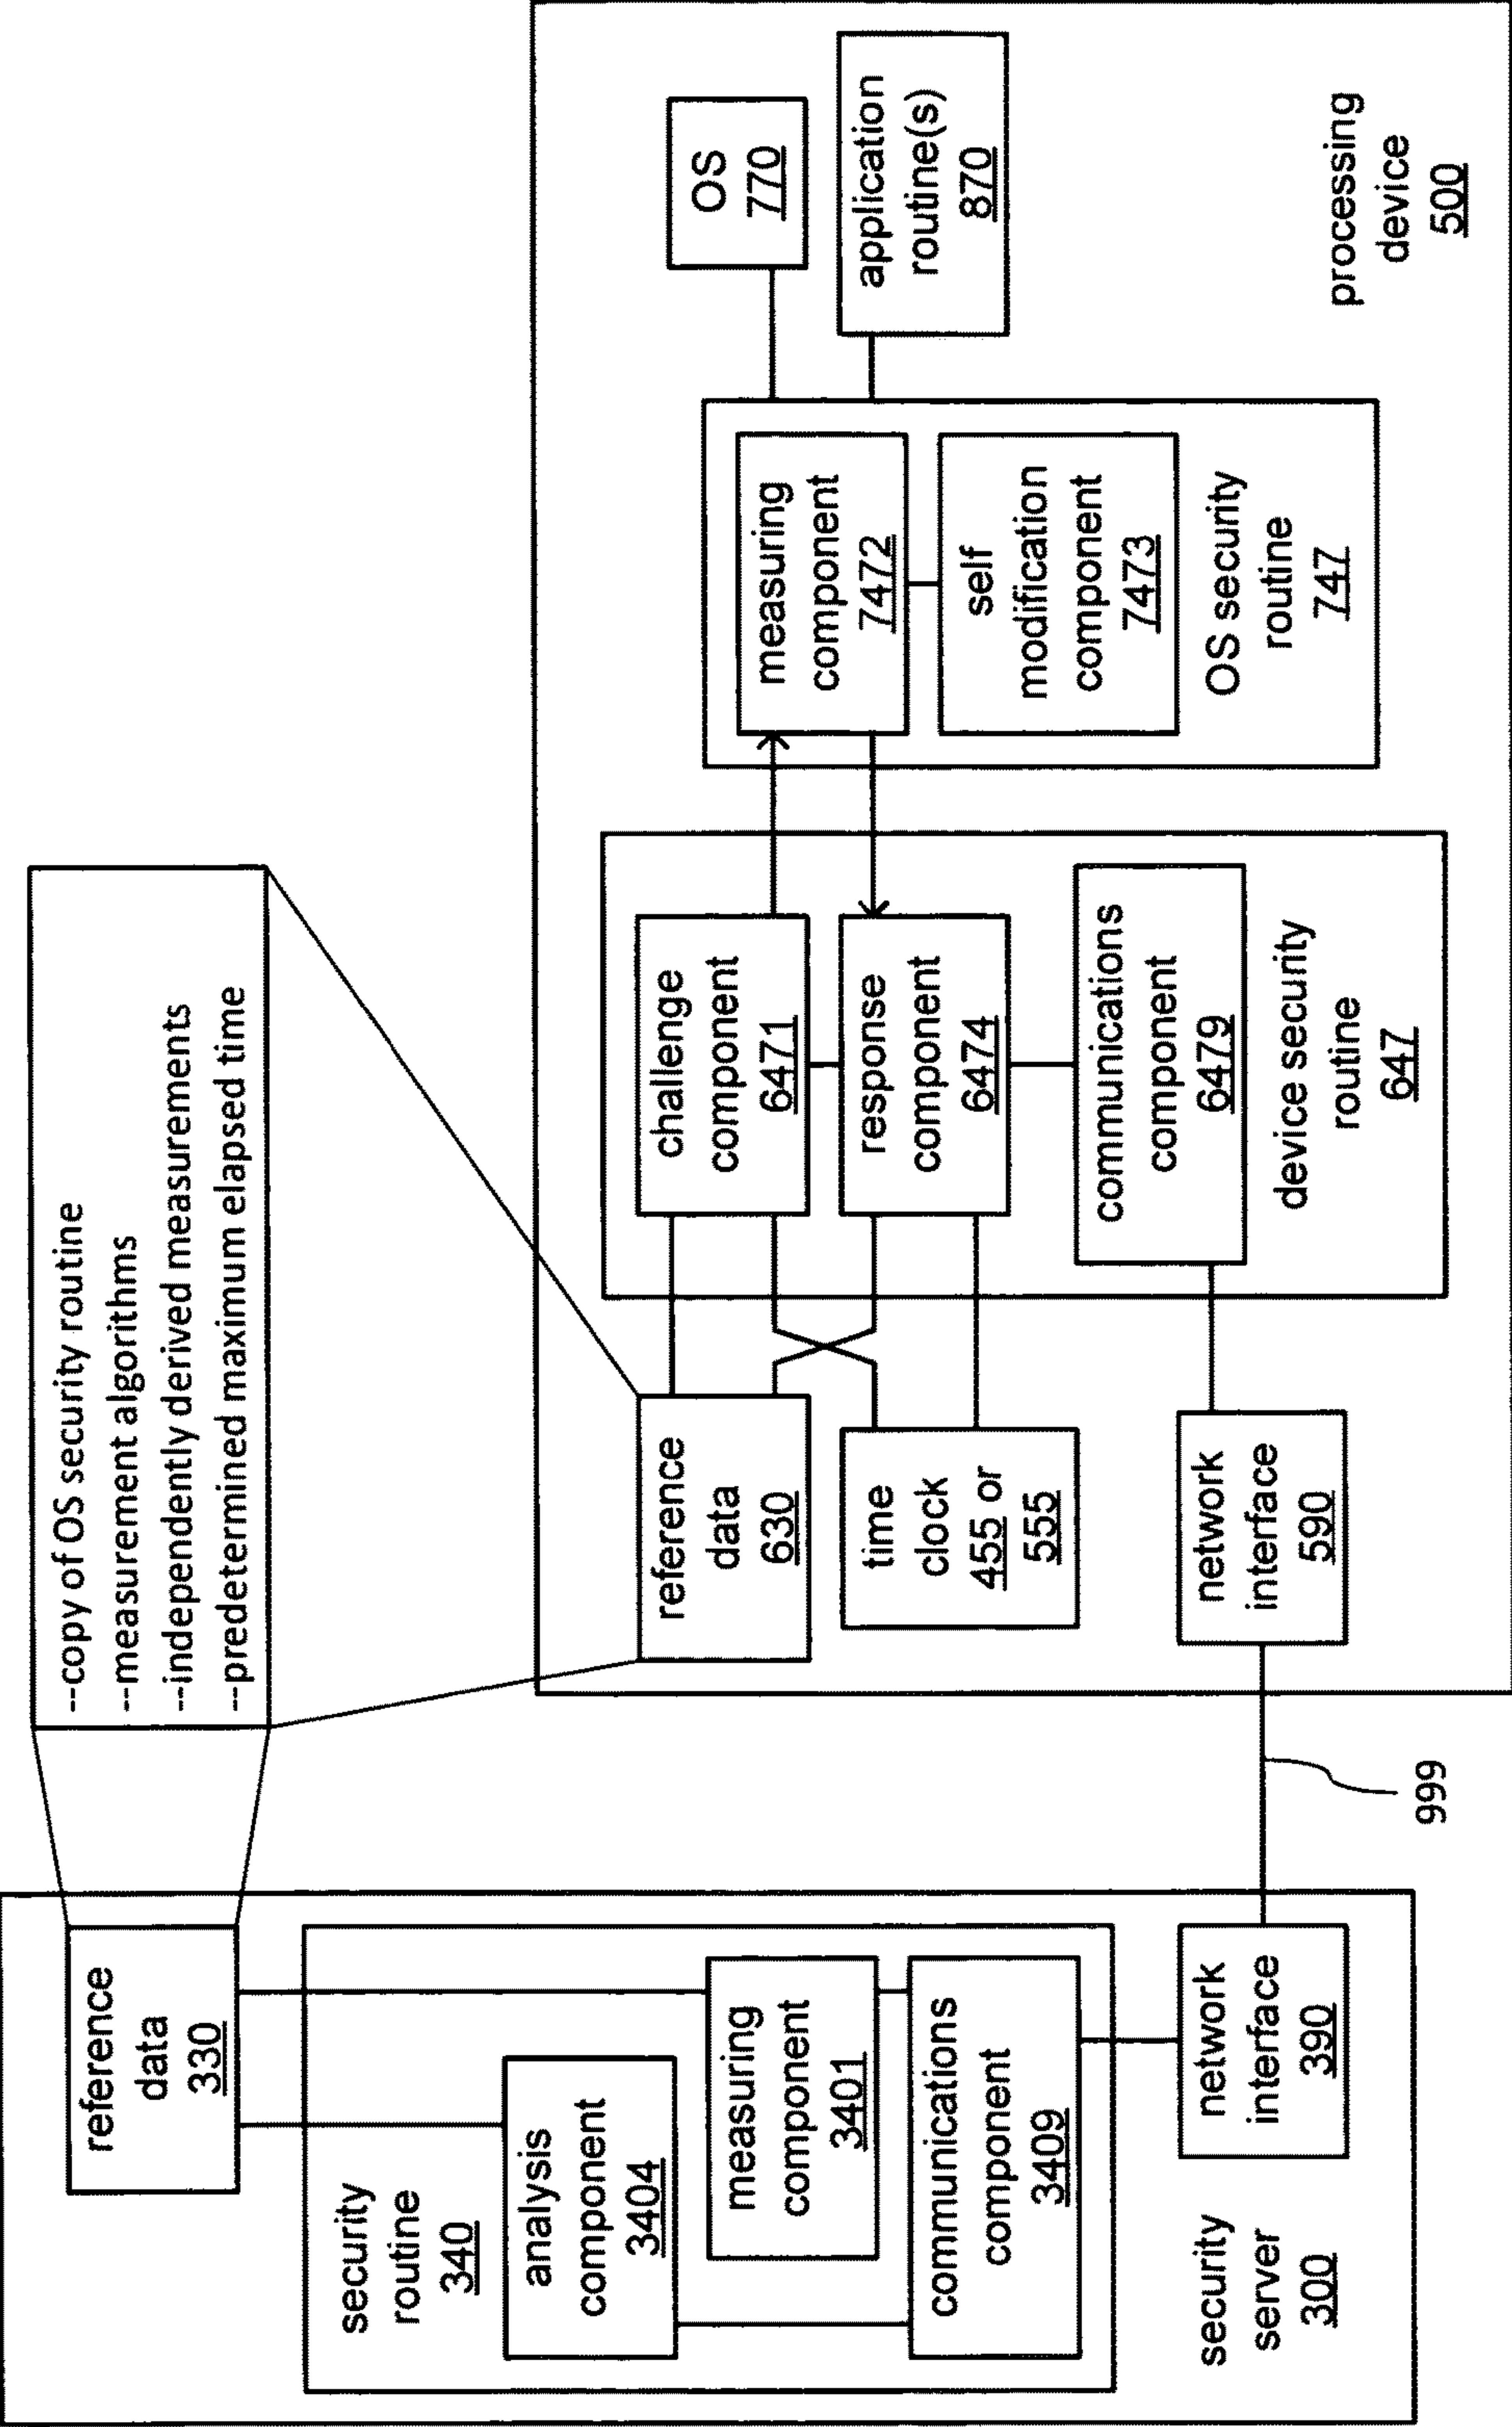 --copy of OS security routine
--measurement algorithms
--independently derived measurements
--predetermined maximum elapsed time
reference
data
330
security
routine
340
analysis
component
3404
measuring
component
3401
communications
component
3409
network
interface
390
security
server
300
999
reference
data
630
time
clock
455 or
555
network
interface
590
challenge
component
6471
response
component
6474
communications
component
6479
device security
routine
647
measuring
component
7472
self
modification
component
7473
OS security
routine
747
OS
770
application
routine(s)
870
processing
device
500